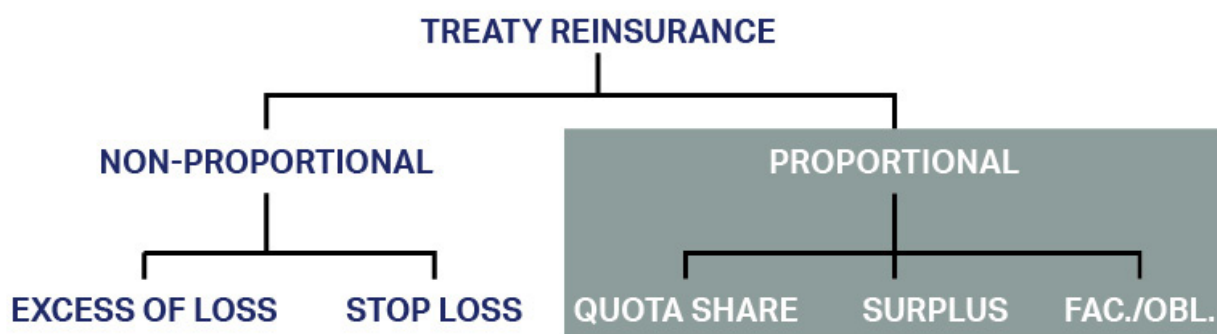 TREATY REINSURANCE
NON-PROPORTIONAL
PROPORTIONAL
EXCESS OF LOSS
STOP LOSS
QUOTA SHARE
SURPLUS
FAC./OBL.